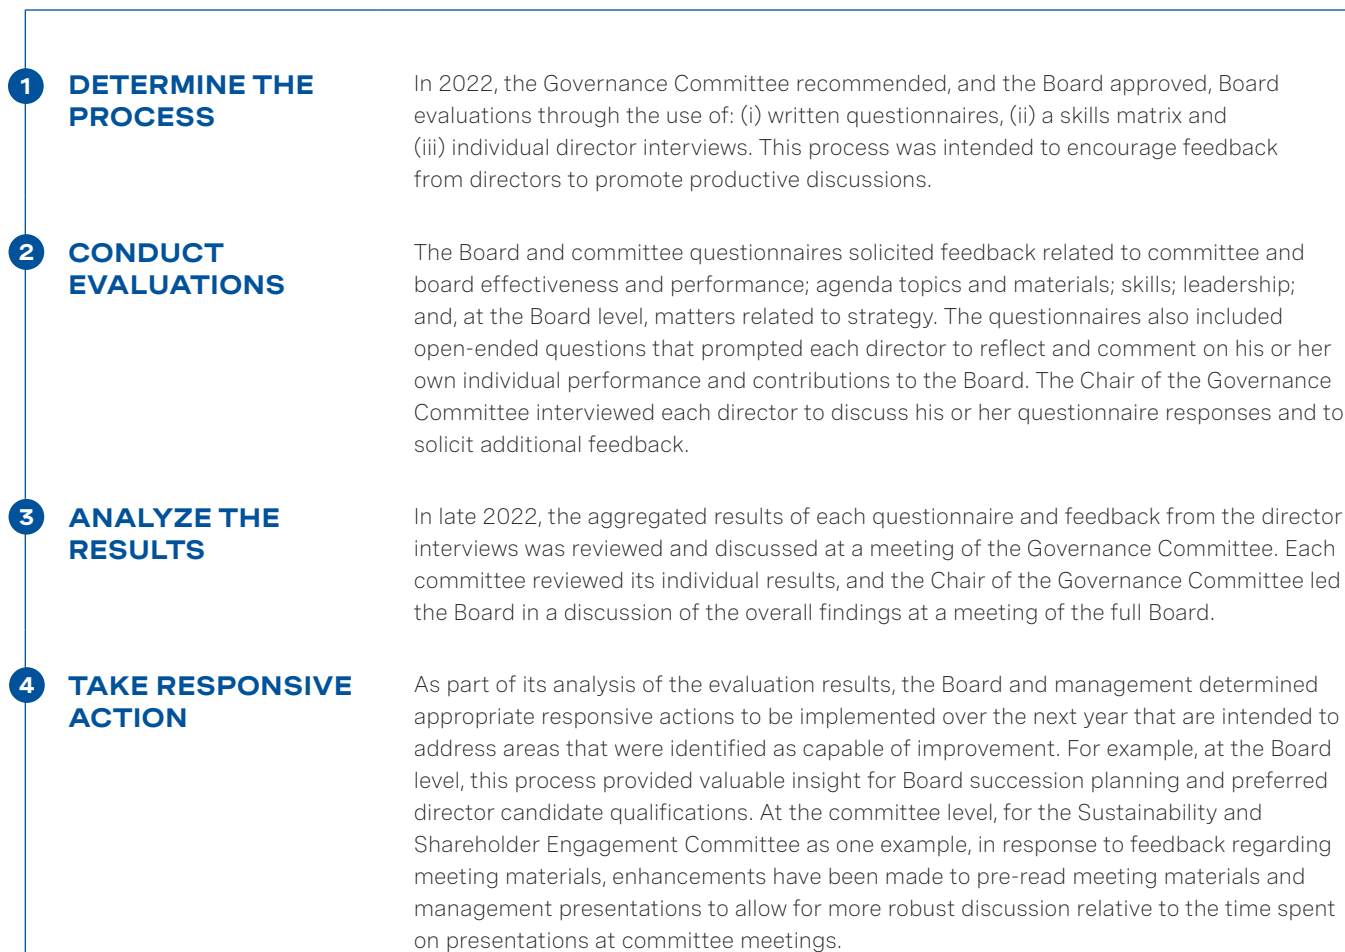 1
DETERMINE THE
PROCESS
In 2022, the Governance Committee recommended, and the Board approved, Board
evaluations through the use of: (i) written questionnaires, (ii) a skills matrix and
(iii) individual director interviews. This process was intended to encourage feedback
from directors to promote productive discussions.
2
CONDUCT
EVALUATIONS
The Board and committee questionnaires solicited feedback related to committee and
board effectiveness and performance; agenda topics and materials; skills; leadership;
and, at the Board level, matters related to strategy. The questionnaires also included
open-ended questions that prompted each director to reflect and comment on his or her
own individual performance and contributions to the Board. The Chair of the Governance
Committee interviewed each director to discuss his or her questionnaire responses and to
solicit additional feedback.
3
ANALYZE THE
RESULTS
In late 2022, the aggregated results of each questionnaire and feedback from the director
interviews was reviewed and discussed at a meeting of the Governance Committee. Each
committee reviewed its individual results, and the Chair of the Governance Committee led
the Board in a discussion of the overall findings at a meeting of the full Board.
4
TAKE RESPONSIVE
ACTION
As part of its analysis of the evaluation results, the Board and management determined
appropriate responsive actions to be implemented over the next year that are intended to
address areas that were identified as capable of improvement. For example, at the Board
level, this process provided valuable insight for Board succession planning and preferred
director candidate qualifications. At the committee level, for the Sustainability and
Shareholder Engagement Committee as one example, in response to feedback regarding
meeting materials, enhancements have been made to pre-read meeting materials and
management presentations to allow for more robust discussion relative to the time spent
on presentations at committee meetings.